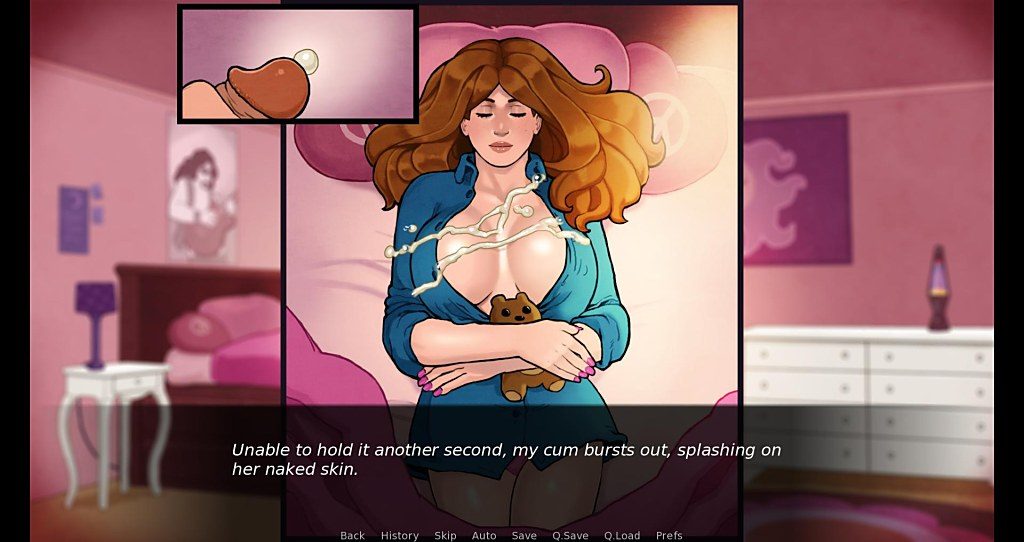 Unable to hold it another second, my cum bursts out, splashing on
her naked skin.
Back History Skip Auto Save Q.Save Q.Load Prefs